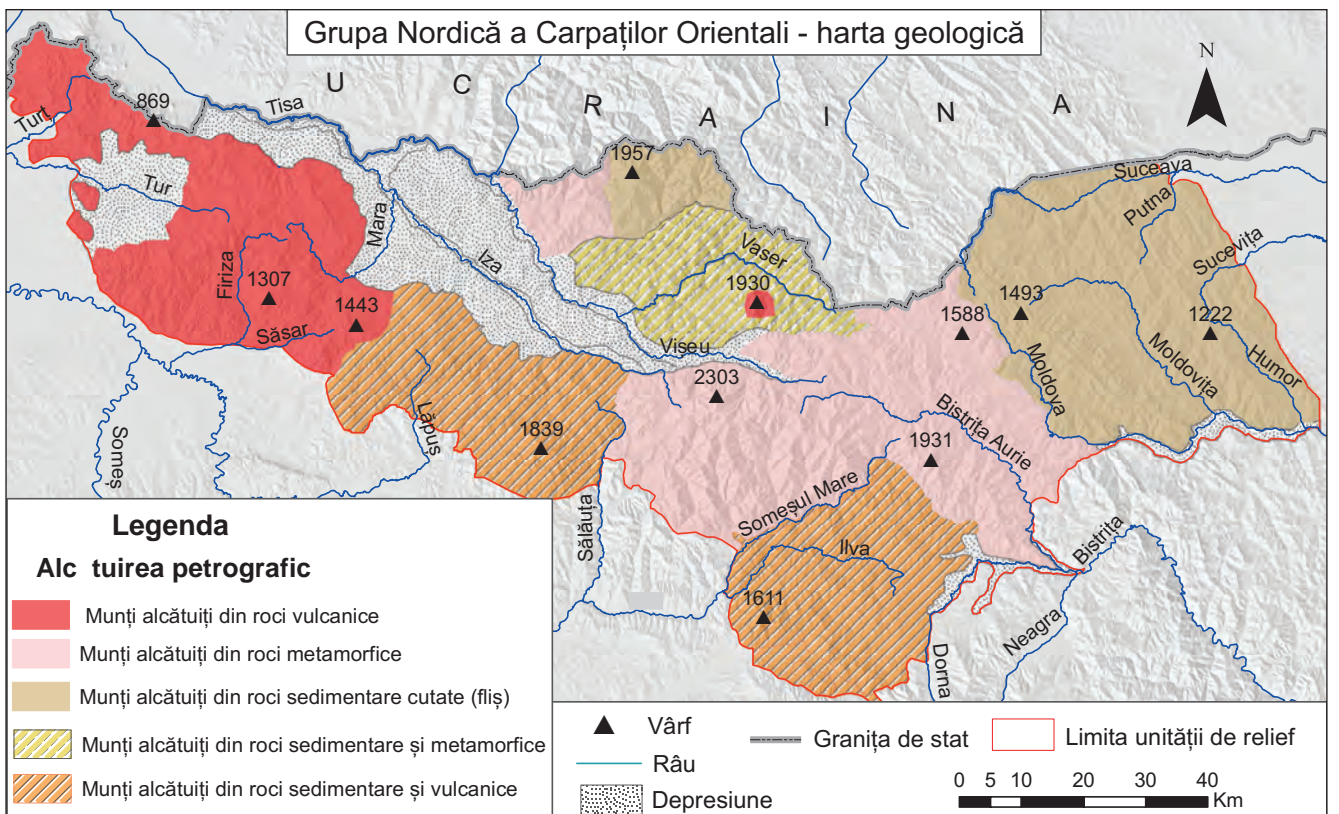 Grupa Nordică a Carpaților Orientali - harta geologică
U C R A I N A
N
869
Tisa
Turț
Tur
Mara
Iza
Firiza
1307
1443
Săsar
1957
Vaser
1930
Viseu
2303
Suceava
Putna
Sucevița
1588
1493
1222
Moldova
Moldovița
Humor
Someș
Lăpuș
1839
Sălăuța
Someșul Mare
1931
Bistrița Aurie
Ilva
1611
Bistrița
Neagra
Dorna
Legenda
Alc tuirea petrografic
Munți alcătuiți din roci vulcanice
Munți alcătuiți din roci metamorfice
Munți alcătuiți din roci sedimentare cutate (fliș)
Munți alcătuiți din roci sedimentare și metamorfice
Munți alcătuiți din roci sedimentare și vulcanice
Vârf
Râu
Depresiune
Granița de stat
Limita unității de relief
0 5 10 20 30 40
Km